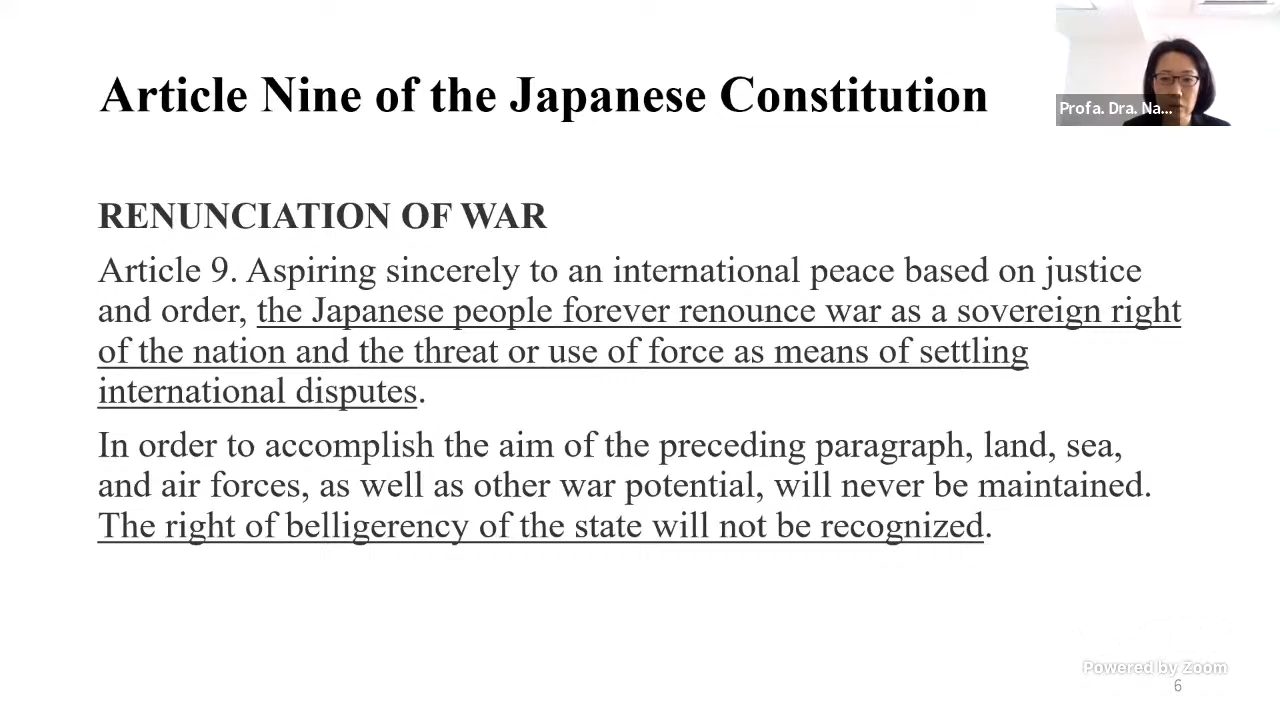 Article Nine of the Japanese Constitution
Profa. Dra. Na...
RENUNCIATION OF WAR
Article 9. Aspiring sincerely to an international peace based on justice
and order, the Japanese people forever renounce war as a sovereign right
of the nation and the threat or use of force as means of settling
international disputes.
In order to accomplish the aim of the preceding paragraph, land, sea,
and air forces, as well as other war potential, will never be maintained.
The right of belligerency of the state will not be recognized.
Powered by Zoom
6